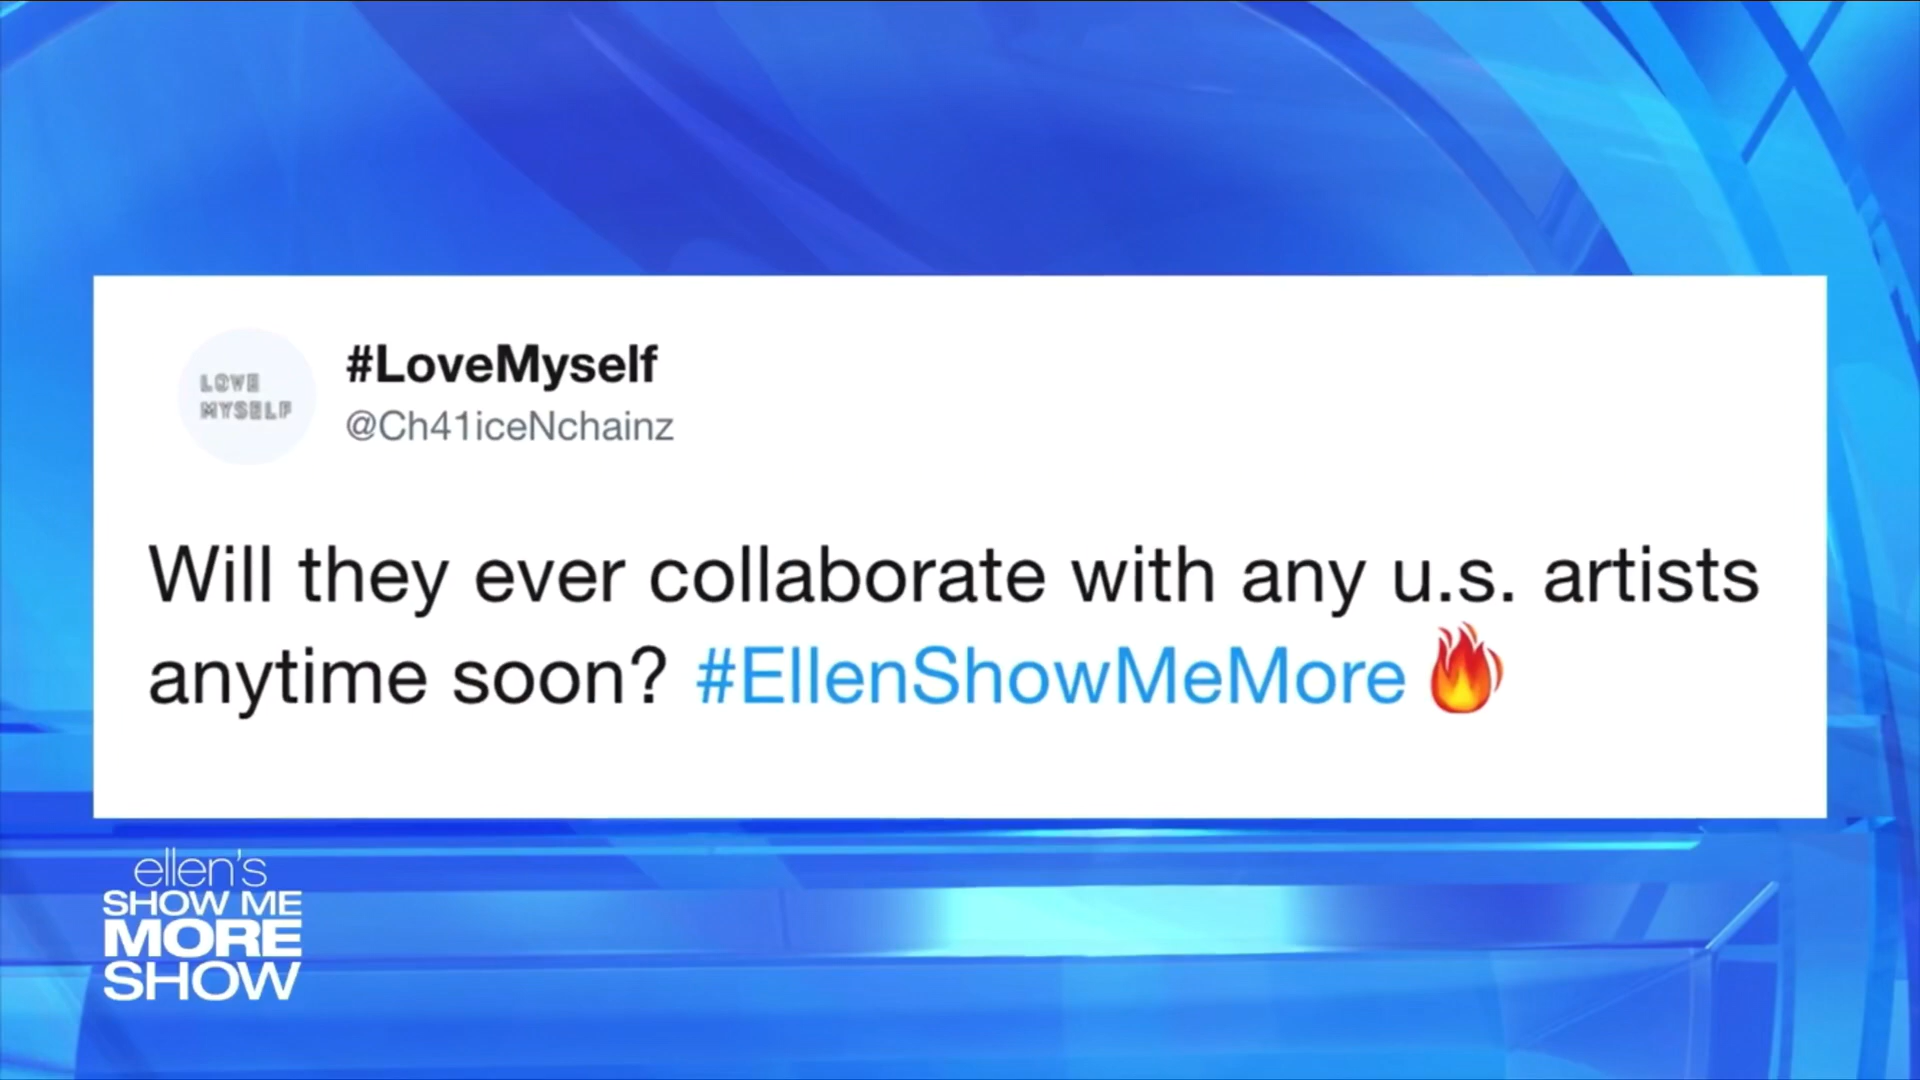 LOVE
MYSELF
#LoveMyself
@Ch41iceNchainz
Will they ever collaborate with any u.s. artists
anytime soon? #EllenShowMeMore🔥
ellen's
SHOW ME
MORE
SHOW